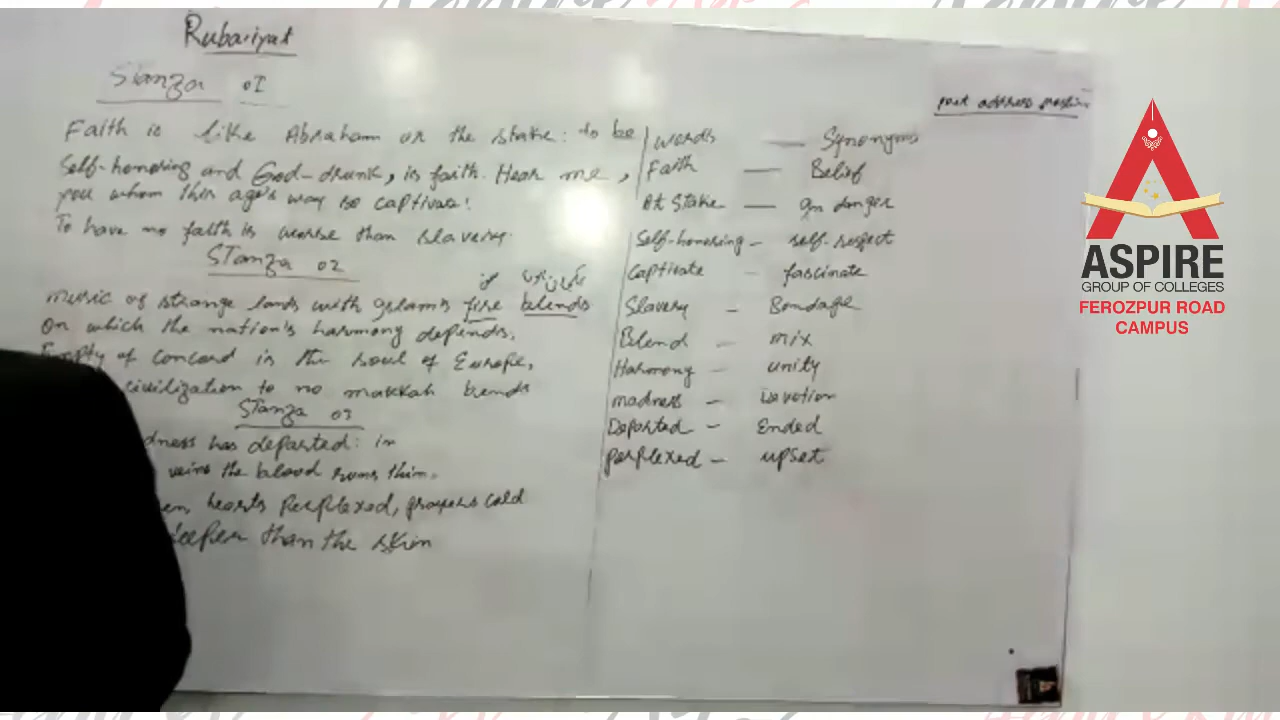 Rubaiyat
Stanza 01
Faith is like Abraham on the stake: to be
Self-honoring and God-drunk, is faith. Hear me,
you whom this age's way so captivate!
To have no faith is worse than slavery.
Stanza 02
Music of strange lands with Islam's fire blends
On which the nation's harmony depends.
Empty of concord is the soul of Europe,
civilization to no makkah bends
Stanza 03
dness has departed: in
veins the blood runs thin.
hearts perplexed, prayers cold
deeper than the skin
words — Synonyms
Faith — Belief
At stake — In danger
Self-honoring - self-respect
Captivate - fascinate
Slavery - Bondage
Blend - mix
Harmony - unity
madness - Devotion
Departed - Ended
perplexed - upset
ASPIRE
GROUP OF COLLEGES
FEROZPUR ROAD
CAMPUS